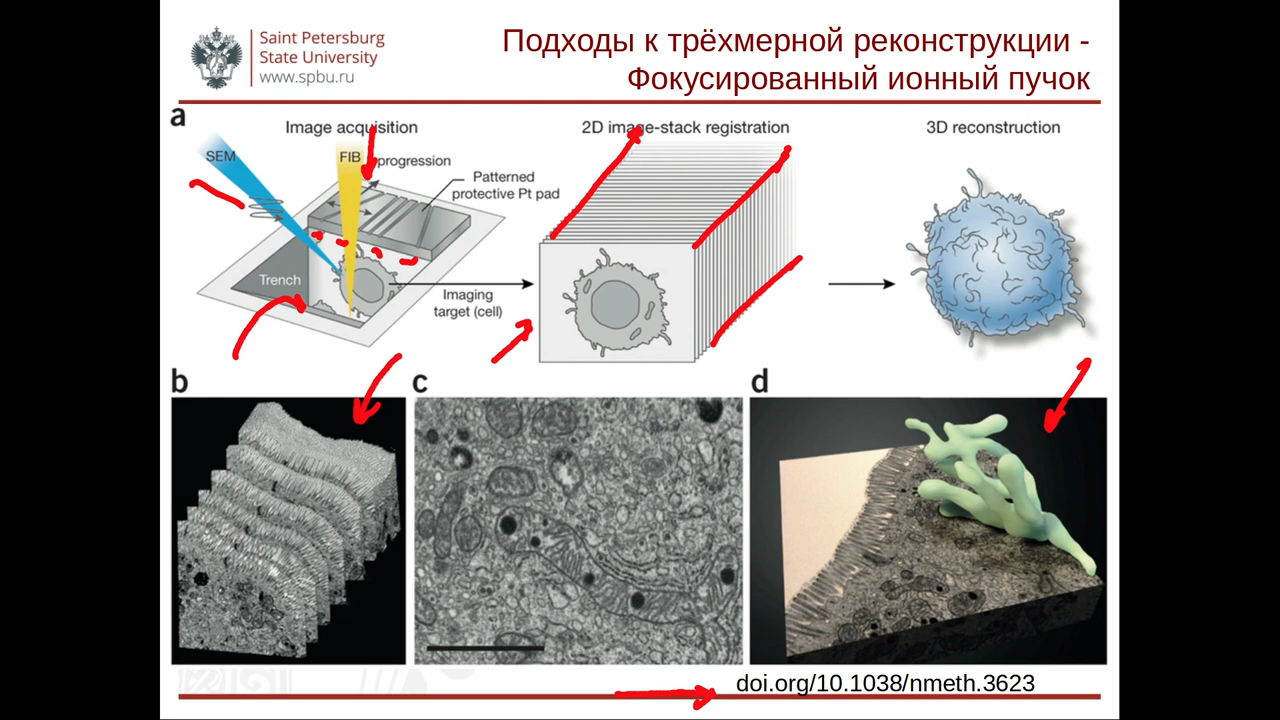 Saint Petersburg
State University
www.spbu.ru
Подходы к трёхмерной реконструкции -
Фокусированный ионный пучок
a
Image acquisition
2D image-stack registration
3D reconstruction
SEM
FIB
progression
Patterned
protective Pt pad
Trench
Imaging
target (cell)
b
c
d
doi.org/10.1038/nmeth.3623